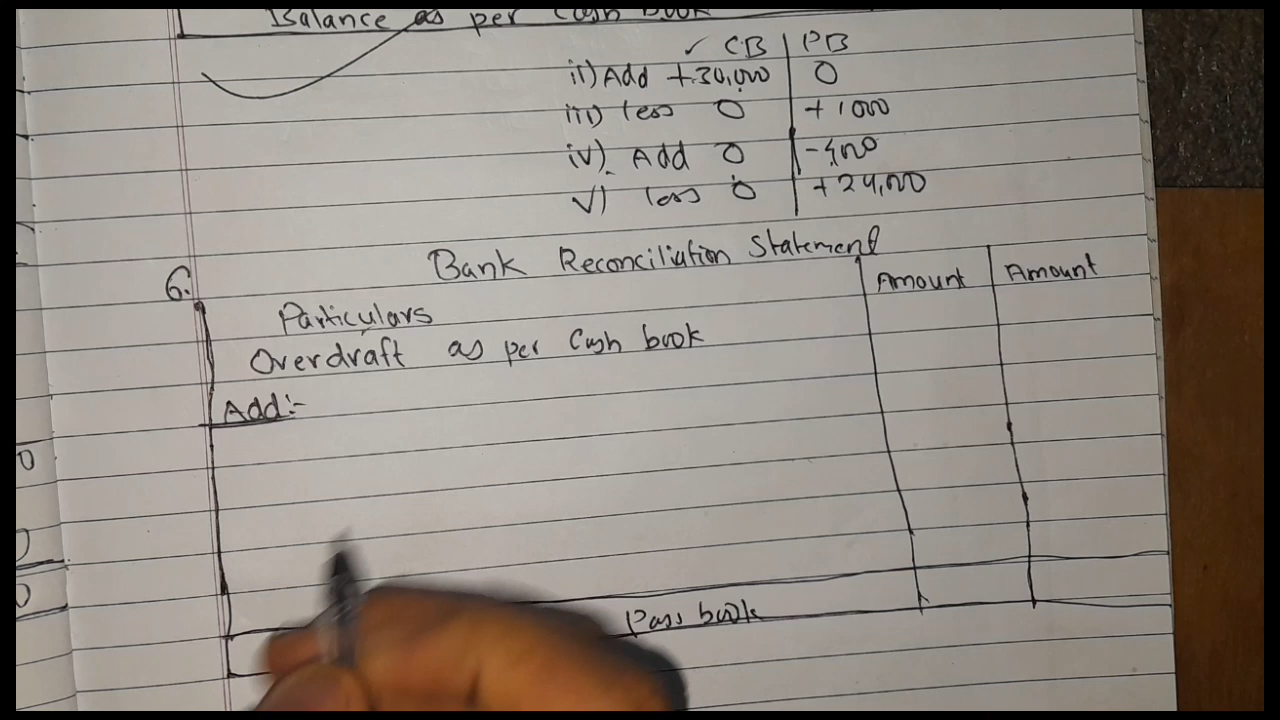 Balance as per Cash book
CB | PB
ii) Add +30,000 | 0
iii) less 0 | + 1000
iv) Add 0 |
v) less 0 | + 24,000
Bank Reconciliation Statement
6.
Particulars Amount Amount
Overdraft as per Cash book
Add:-
Pass book